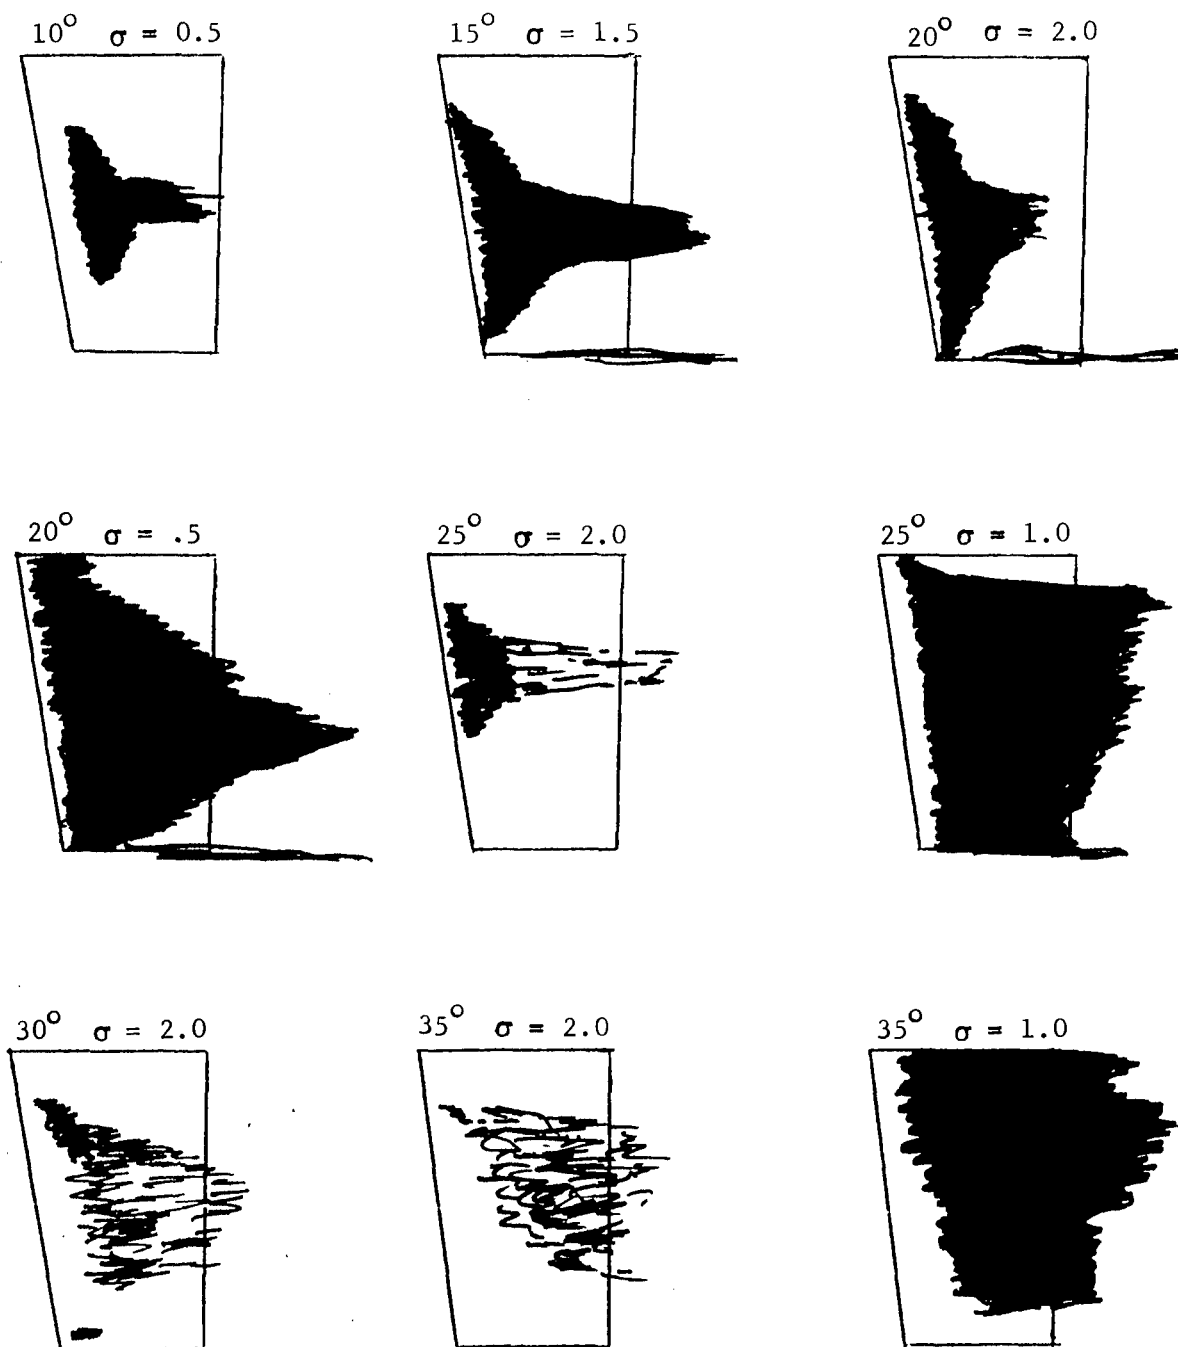 10° σ = 0.5
15° σ = 1.5
20° σ = 2.0
20° σ = .5
25° σ = 2.0
25° σ = 1.0
30° σ = 2.0
35° σ = 2.0
35° σ = 1.0